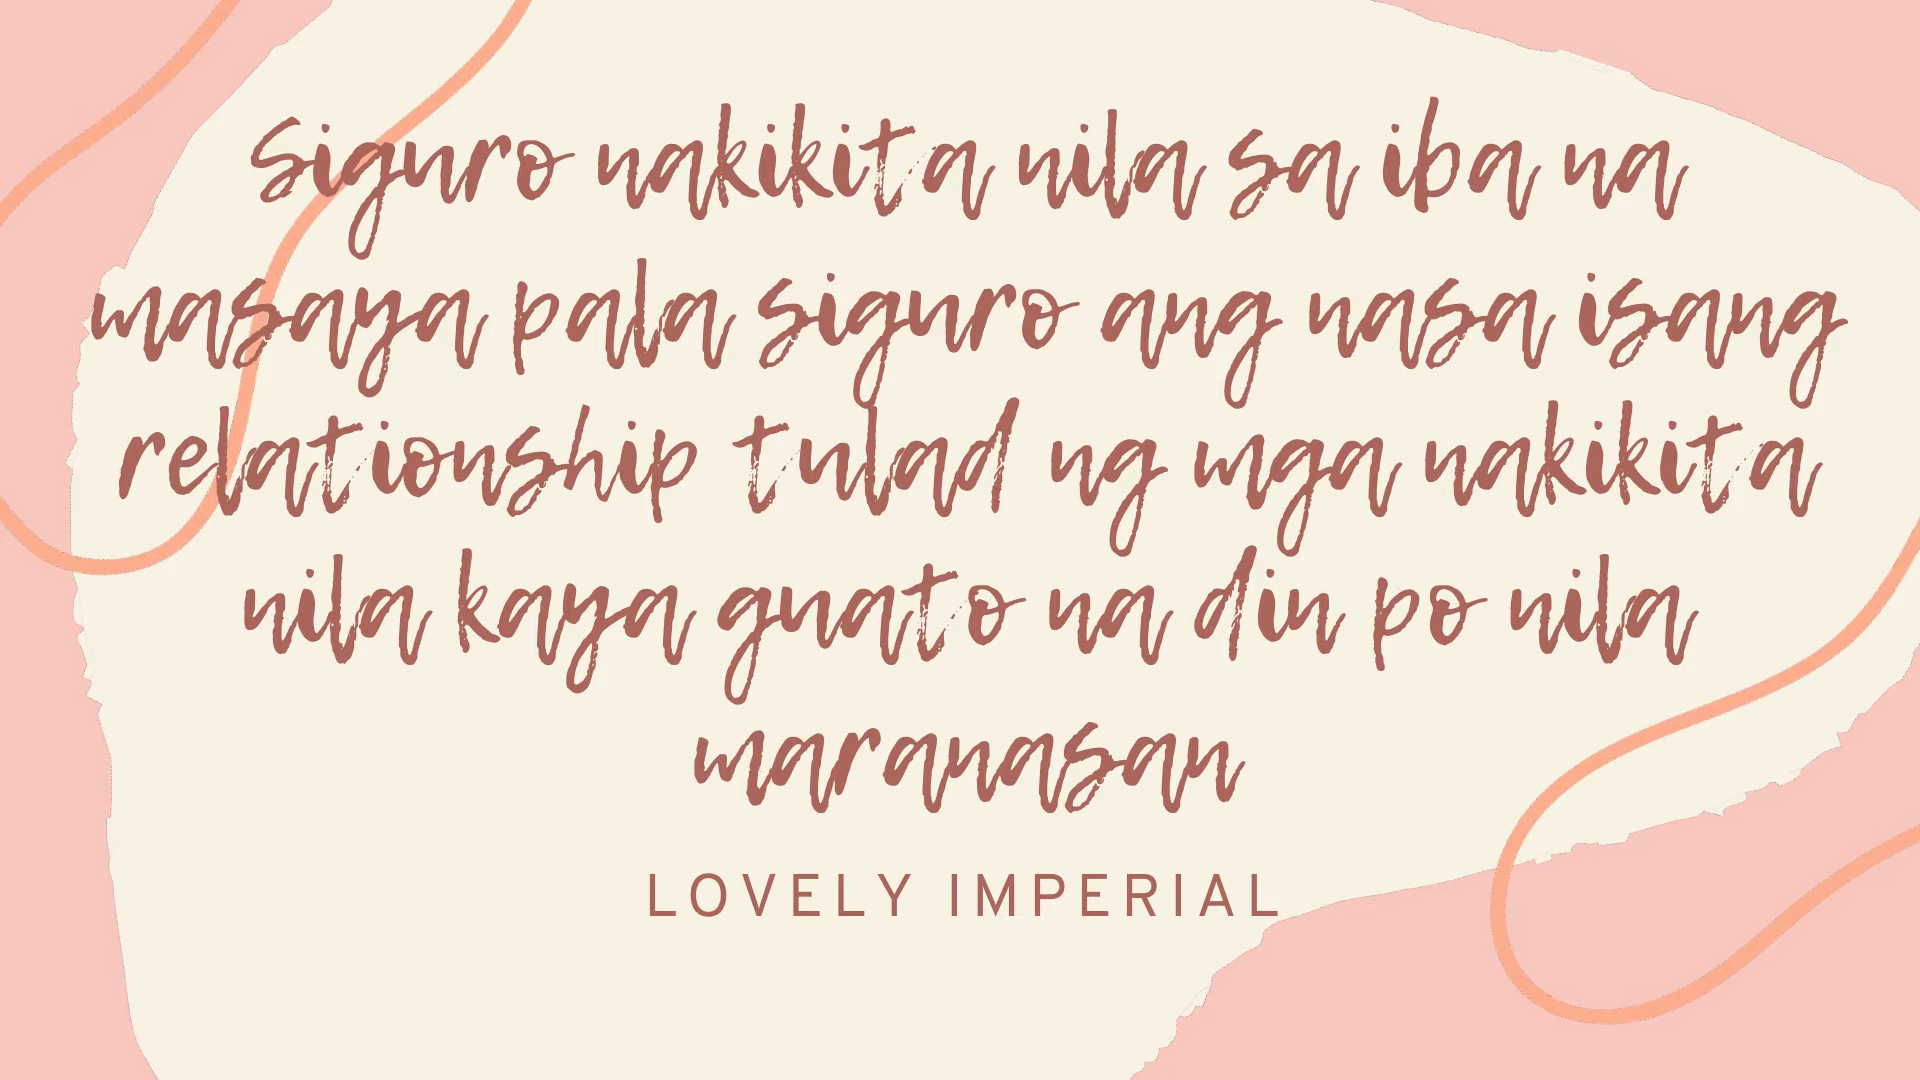 Siguro nakikita nila sa iba na
masaya pala siguro ang nasa isang
relationship tulad ng mga nakikita
nila kaya gnato na din po nila
maranasan
LOVELY IMPERIAL